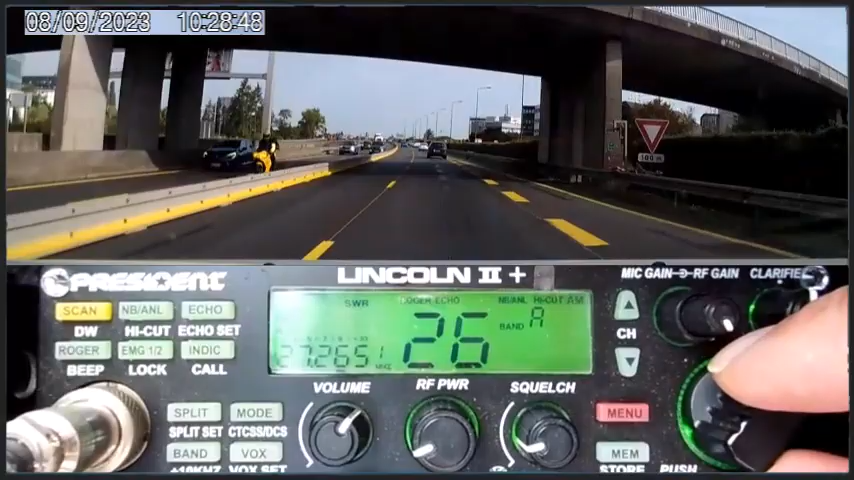 08/09/2023 10:28:48
100 m
PRESIDENT
LINCOLN II +
MIC GAIN RF GAIN CLARIFIER
SCAN NB/ANL ECHO
DW HI-CUT ECHO SET
ROGER EMG 1/2 INDIC
BEEP LOCK CALL
SWR ROGER ECHO NB/ANL HI-CUT AM
26 BAND A
27.2651 MHz
CH
VOLUME RF PWR SQUELCH
SPLIT MODE
SPLIT SET CTCSS/DCS
BAND VOX
+10KHZ VOX SET
MENU
MEM
STORE PUSH